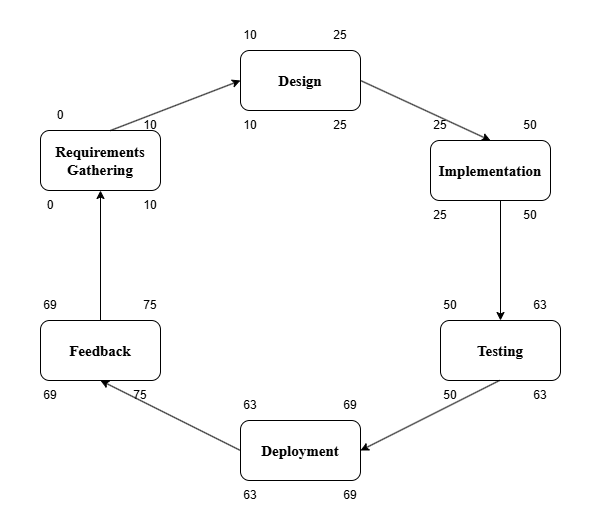 10 25
Design
10 25
0 10
Requirements
Gathering
0 10
25 50
Implementation
25 50
69 75
Feedback
69 75
50 63
Testing
50 63
63 69
Deployment
63 69